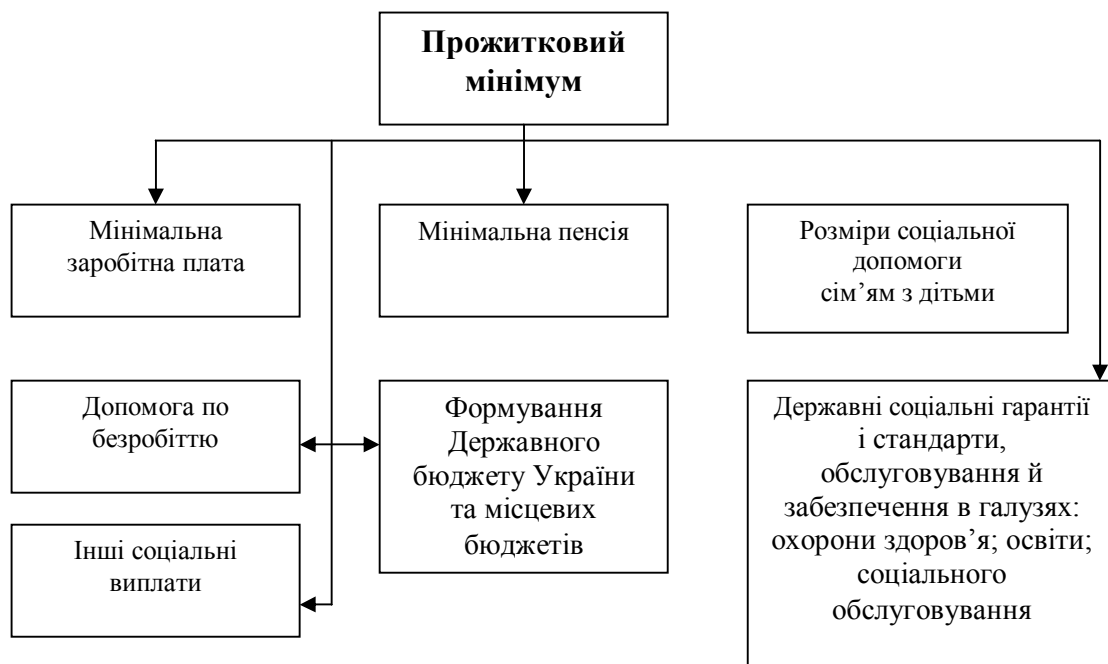 Прожитковий
мінімум
Мінімальна
заробітна плата
Мінімальна пенсія
Розміри соціальної
допомоги
сім’ям з дітьми
Допомога по
безробіттю
Формування
Державного
бюджету України
та місцевих
бюджетів
Державні соціальні гарантії
і стандарти,
обслуговування й
забезпечення в галузях:
охорони здоров’я; освіти;
соціального
обслуговування
Інші соціальні
виплати